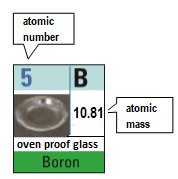 atomic
number
5 B
10.81
atomic
mass
oven proof glass
Boron